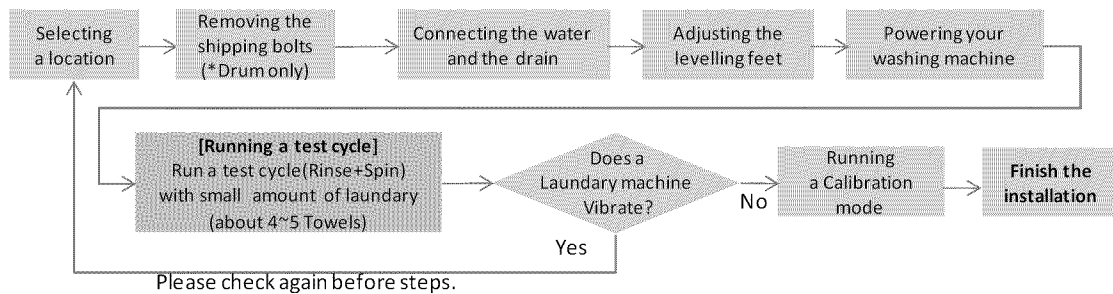 Selecting
a location
Removing the
shipping bolts
(*Drum only)
Connecting the water
and the drain
Adjusting the
levelling feet
Powering your
washing machine
[Running a test cycle]
Run a test cycle(Rinse+Spin)
with small amount of laundary
(about 4~5 Towels)
Does a
Laundary machine
Vibrate?
No
Running
a Calibration
mode
Finish the
installation
Yes
Please check again before steps.